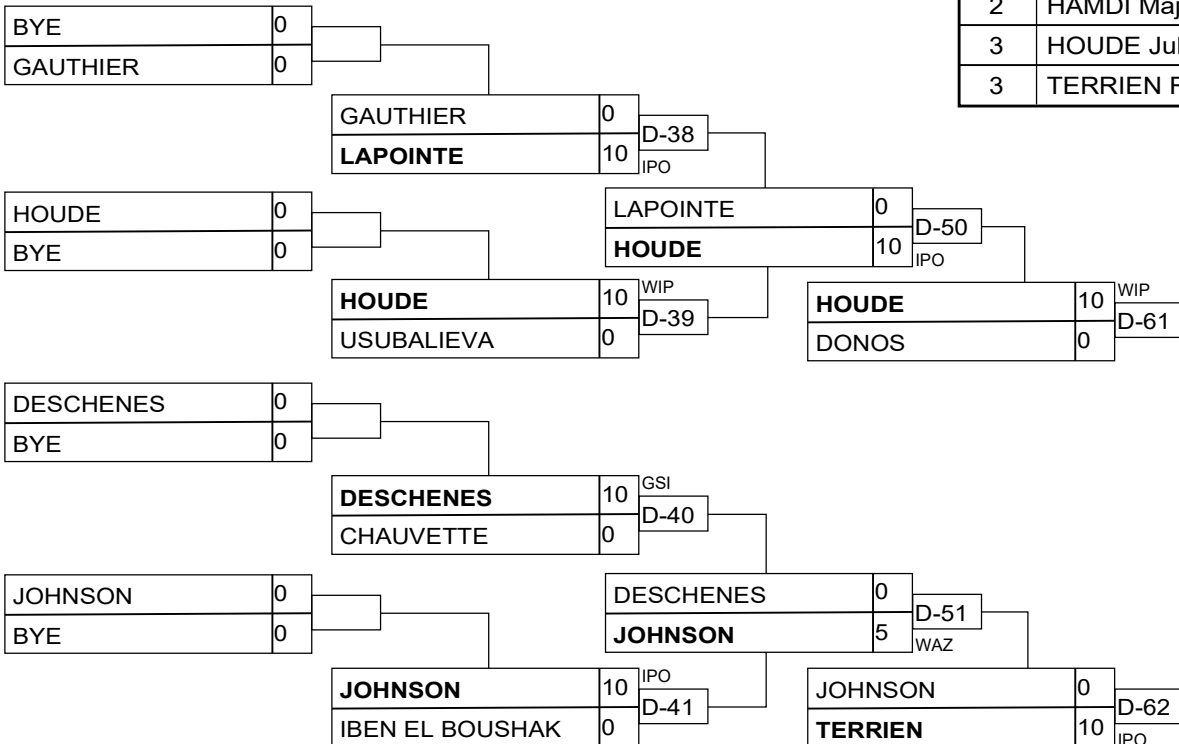 BYE 0
GAUTHIER 0
2 HAMDI Maj
3 HOUDE Jul
3 TERRIEN
GAUTHIER 0
LAPOINTE 10
D-38
IPO
HOUDE 0
BYE 0
LAPOINTE 0
HOUDE 10
D-50
IPO
HOUDE 10
USUBALIEVA 0
WIP
D-39
HOUDE 10
DONOS 0
WIP
D-61
DESCHENES 0
BYE 0
DESCHENES 10
CHAUVETTE 0
GSI
D-40
JOHNSON 0
BYE 0
DESCHENES 0
JOHNSON 5
D-51
WAZ
JOHNSON 10
IBEN EL BOUSHAK 0
IPO
D-41
JOHNSON 0
TERRIEN 10
D-62
IPO